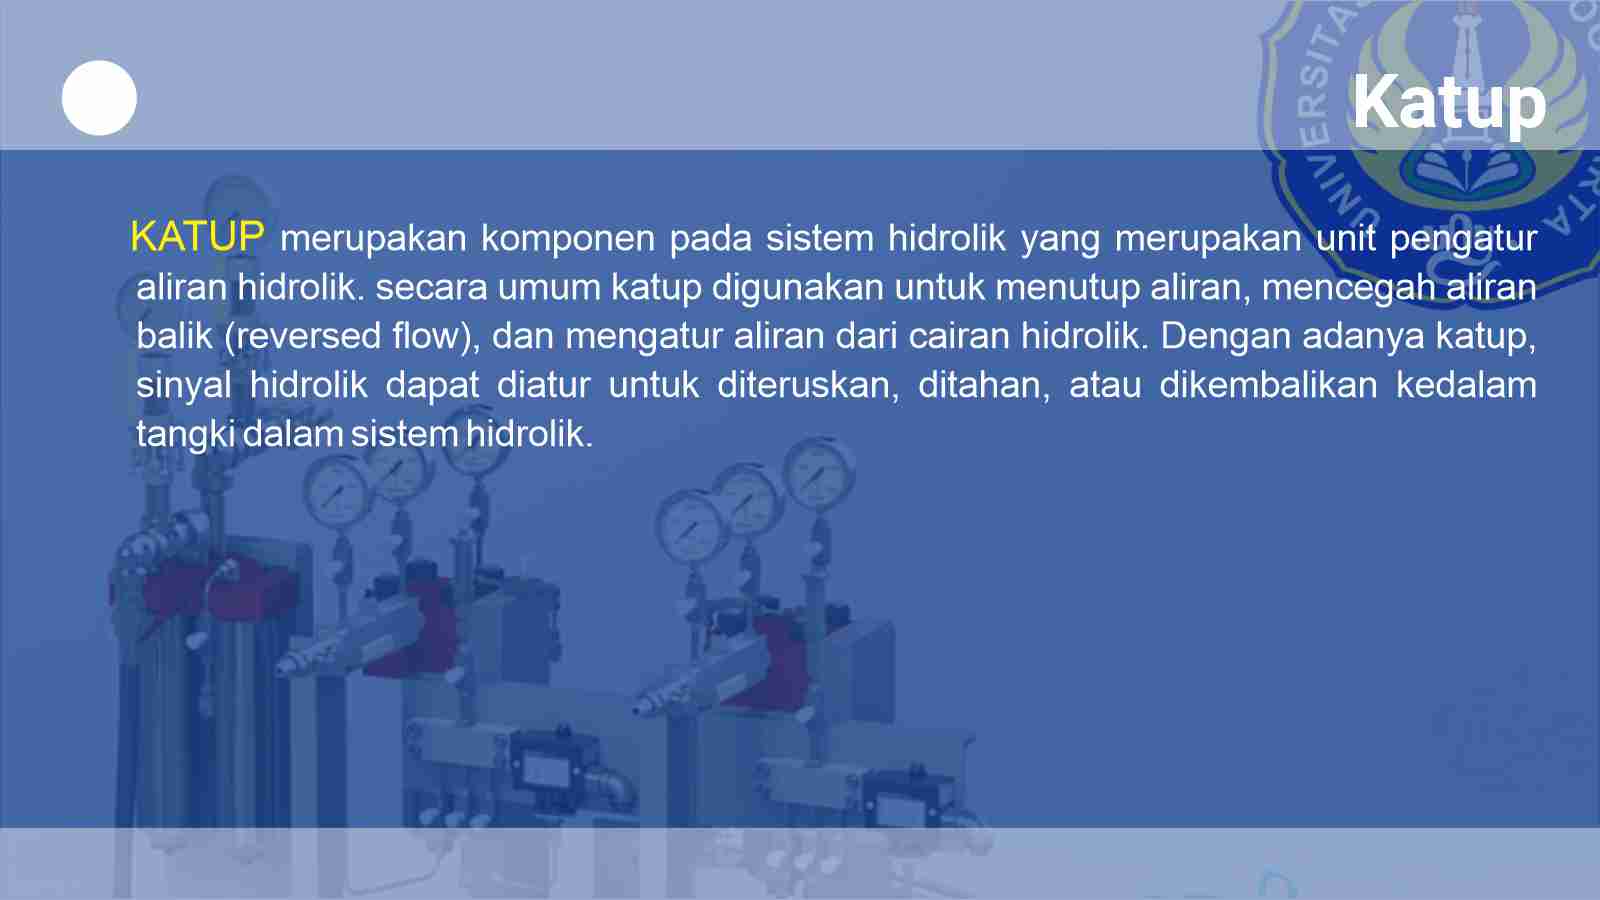 Katup
UNIVERSITAS
KATUP merupakan komponen pada sistem hidrolik yang merupakan unit pengatur
aliran hidrolik. secara umum katup digunakan untuk menutup aliran, mencegah aliran
balik (reversed flow), dan mengatur aliran dari cairan hidrolik. Dengan adanya katup,
sinyal hidrolik dapat diatur untuk diteruskan, ditahan, atau dikembalikan kedalam
tangki dalam sistem hidrolik.